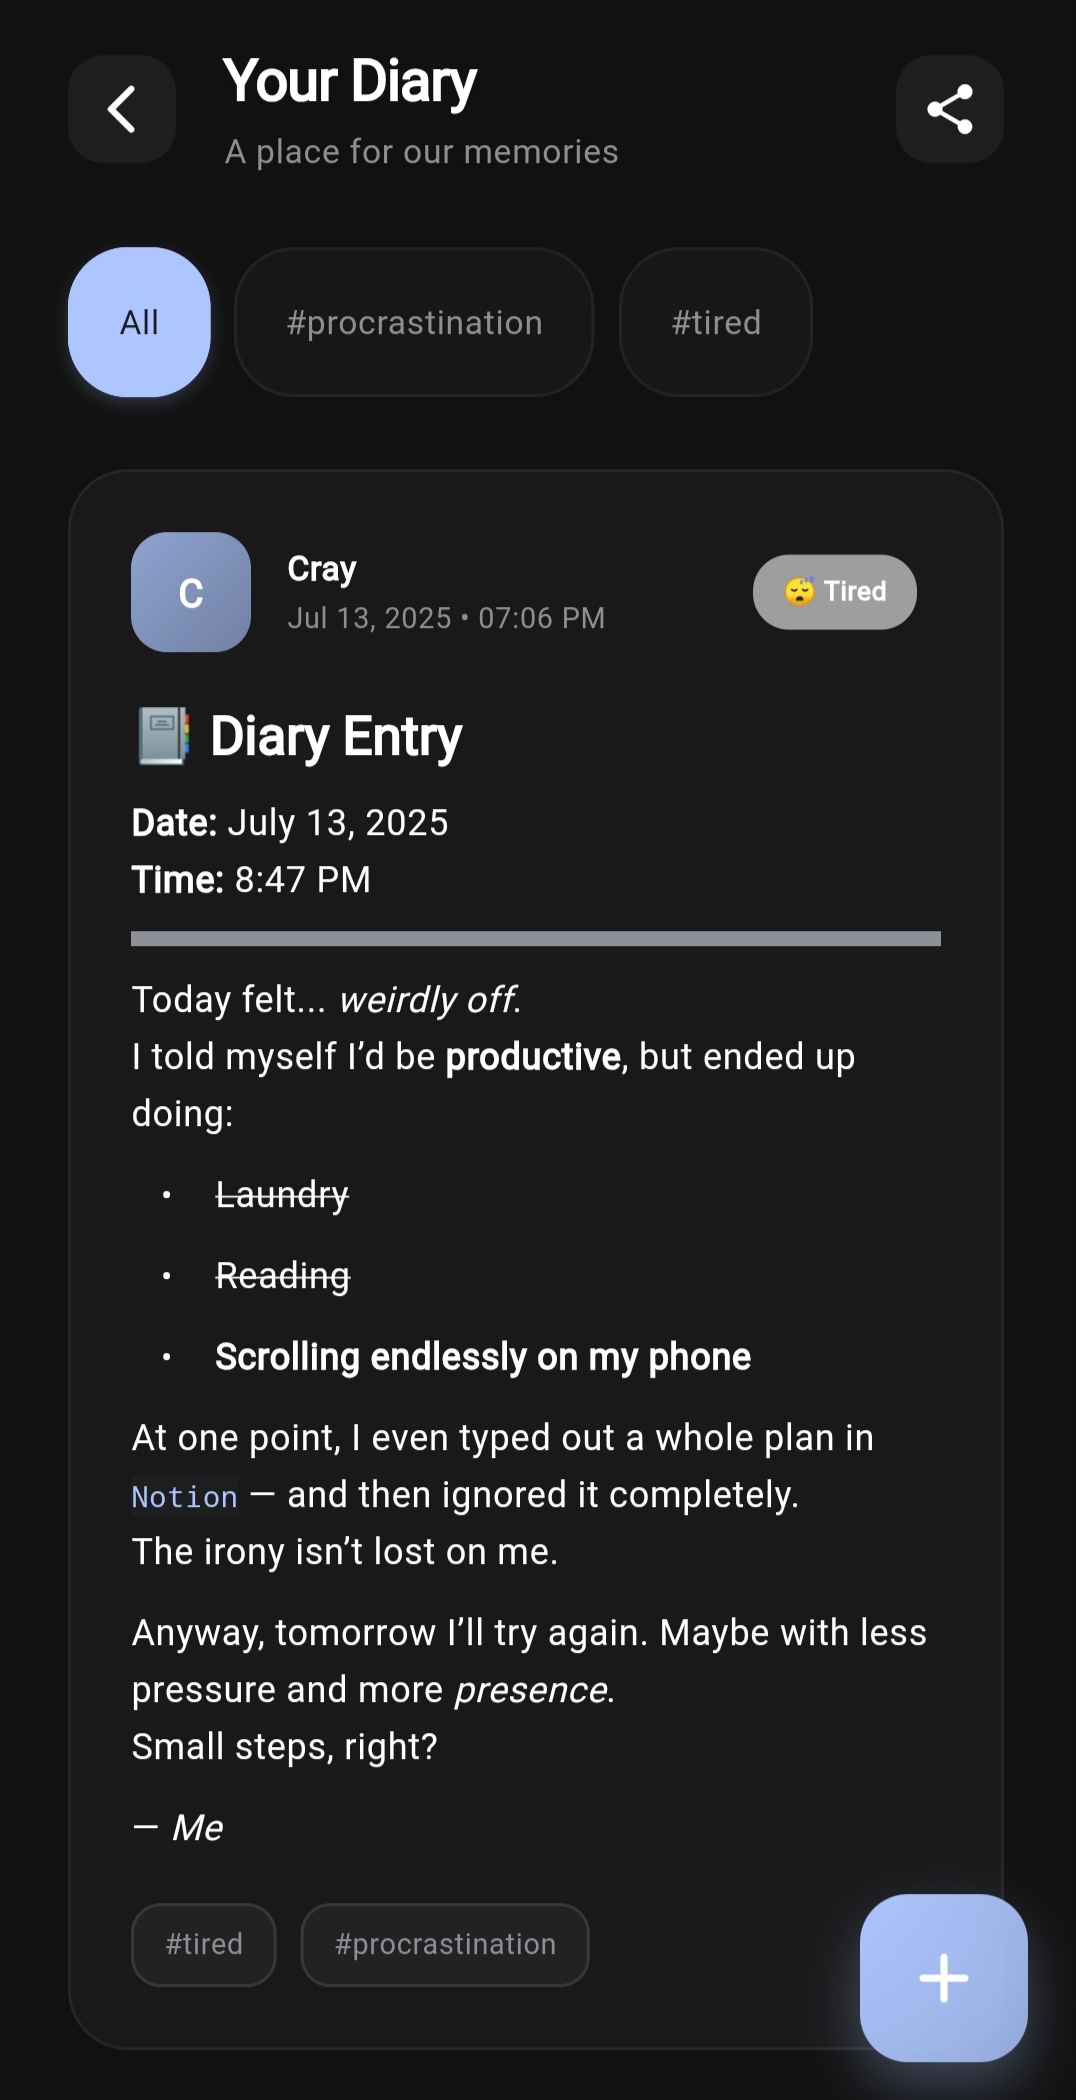 Your Diary
A place for our memories
All
#procrastination
#tired
C
Cray
Jul 13, 2025 • 07:06 PM
😴 Tired
📔 Diary Entry
Date: July 13, 2025
Time: 8:47 PM
Today felt... weirdly off.
I told myself I’d be productive, but ended up
doing:
• Laundry
• Reading
• Scrolling endlessly on my phone
At one point, I even typed out a whole plan in
Notion — and then ignored it completely.
The irony isn’t lost on me.
Anyway, tomorrow I’ll try again. Maybe with less
pressure and more presence.
Small steps, right?
— Me
#tired
#procrastination